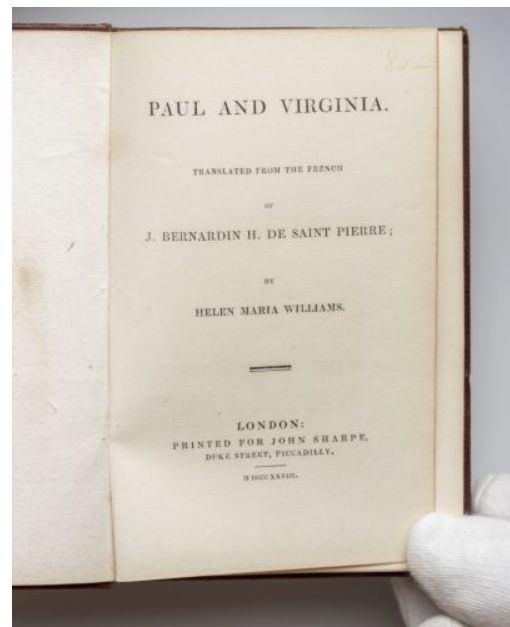 80–
PAUL AND VIRGINIA.
TRANSLATED FROM THE FRENCH
OF
J. BERNARDIN H. DE SAINT PIERRE;
BY
HELEN MARIA WILLIAMS.
LONDON:
PRINTED FOR JOHN SHARPE,
DUKE STREET, PICCADILLY.
M DCCC XXVIII.